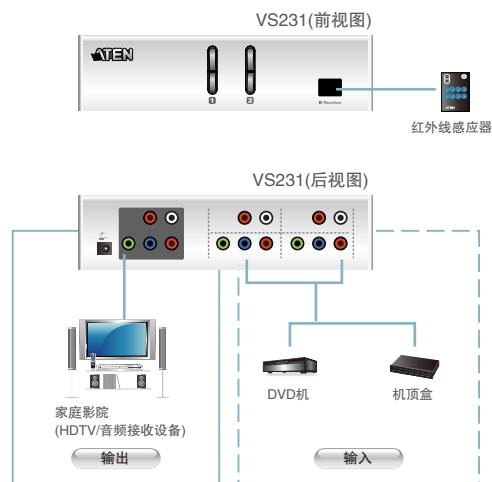 VS231(前视图)
ATEN
1 2
IR Receiver
ATEN
红外线感应器
VS231(后视图)
DVD机
机顶盒
家庭影院
(HDTV/音频接收设备)
输出
输入